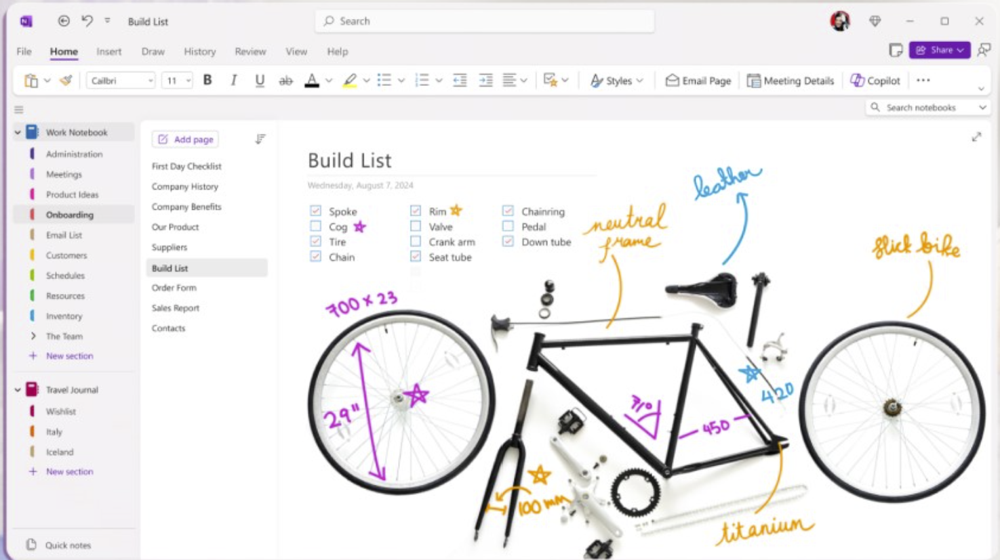 Build List
Search
File Home Insert Draw History Review View Help
Share
Cailbri 11 B I U ab A Styles Email Page Meeting Details Copilot
Search notebooks
Work Notebook
Administration
Meetings
Product Ideas
Onboarding
Email List
Customers
Schedules
Resources
Inventory
The Team
New section
Travel Journal
Wishlist
Italy
Iceland
New section
Quick notes
Add page
First Day Checklist
Company History
Company Benefits
Our Product
Suppliers
Build List
Order Form
Sales Report
Contacts
Build List
Wednesday, August 7, 2024
Spoke
Cog
Tire
Chain
Rim
Valve
Crank arm
Seat tube
Chainring
Pedal
Down tube
neutral
frame
leather
slick bike
700 x 23
29"
71°
450
420
100 mm
titanium